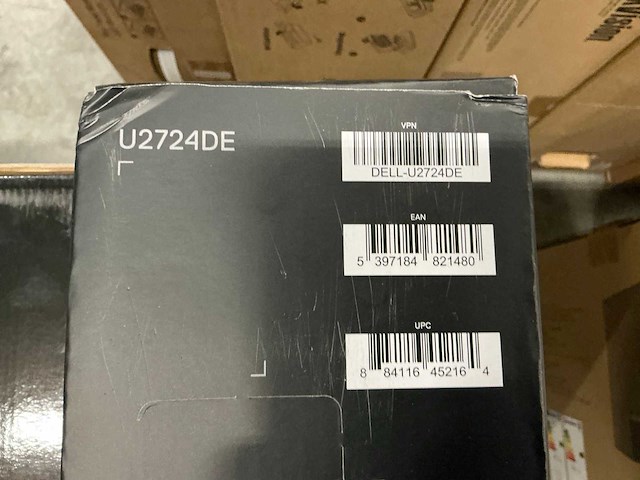 U2724DE
VPN
DELL-U2724DE
EAN
5 397184 821480
UPC
8 84116 45216 4